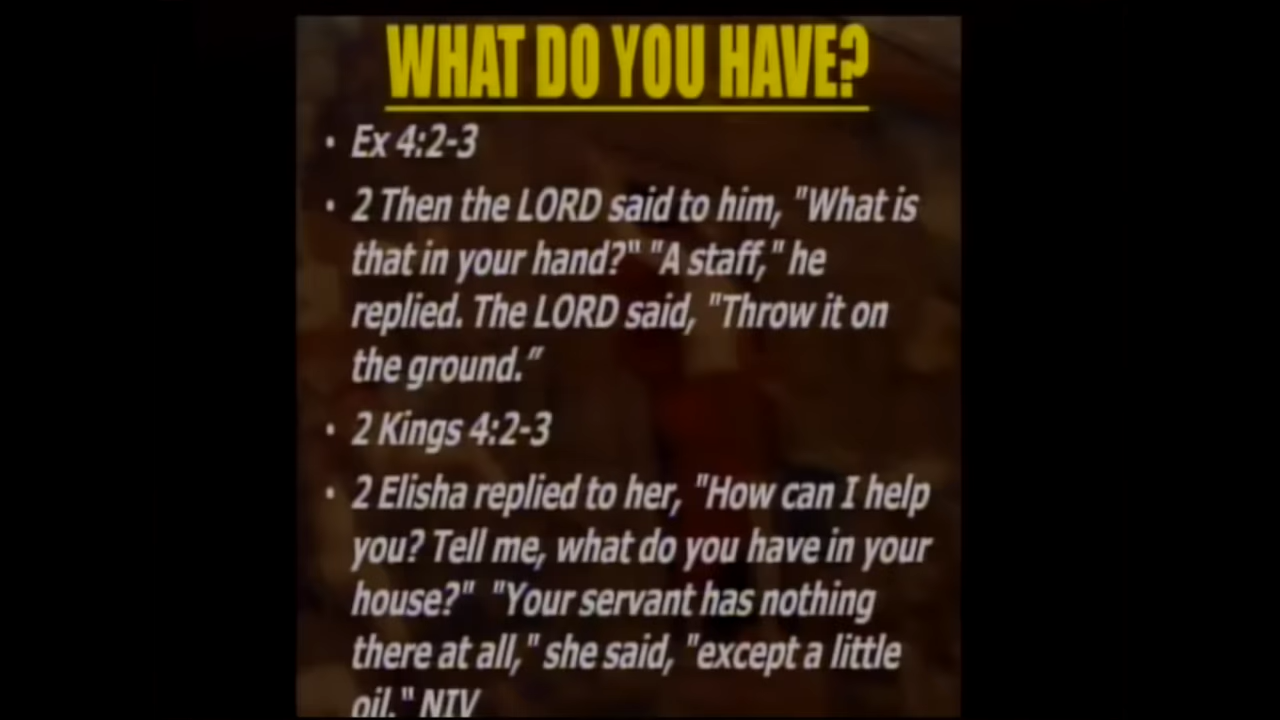 WHAT DO YOU HAVE?
• Ex 4:2-3
• 2 Then the LORD said to him, "What is
that in your hand?" "A staff," he
replied. The LORD said, "Throw it on
the ground.”
• 2 Kings 4:2-3
• 2 Elisha replied to her, "How can I help
you? Tell me, what do you have in your
house?"  "Your servant has nothing
there at all," she said, "except a little
oil." NIV